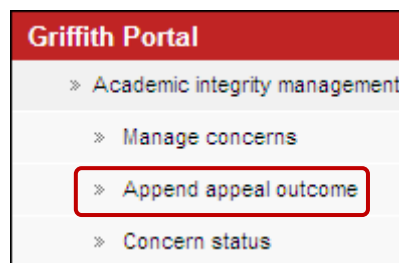 Griffith Portal
» Academic integrity management
» Manage concerns
» Append appeal outcome
» Concern status